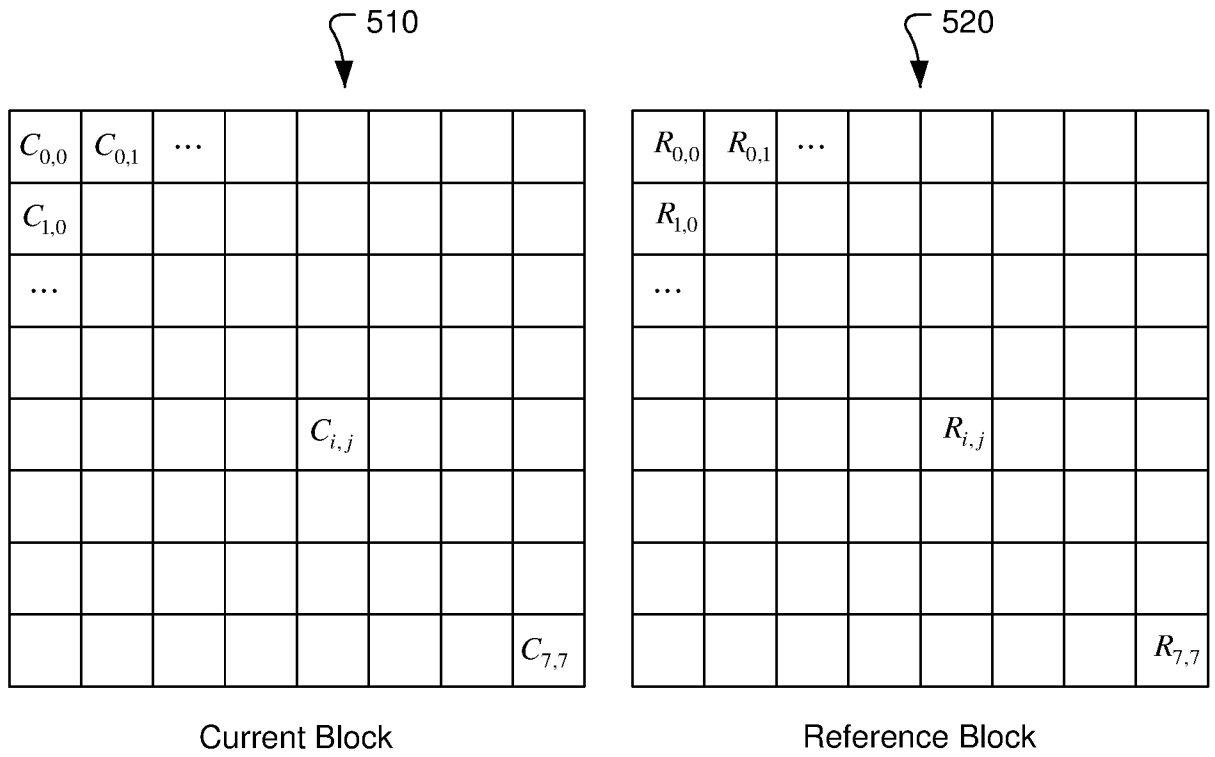 510 520
C0,0 C0,1 ... R0,0 R0,1 ...
C1,0 R1,0
... ...
Ci,j Ri,j
C7,7 R7,7
Current Block Reference Block